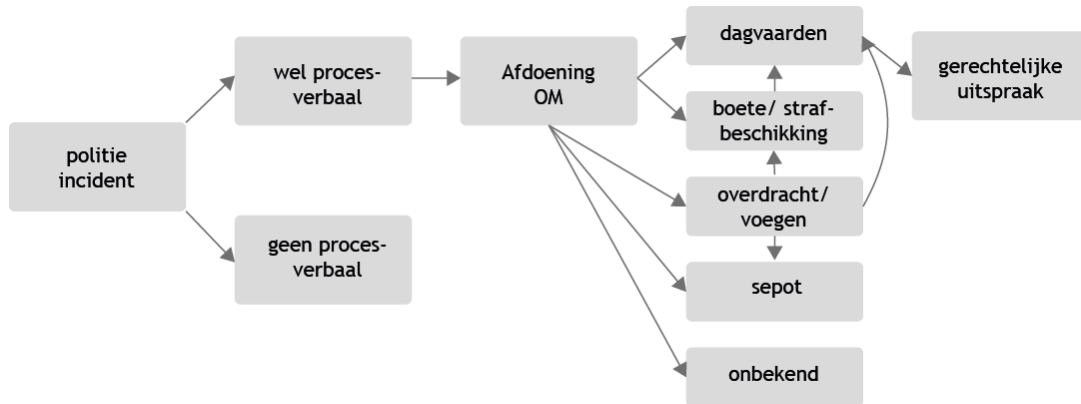 politie
incident
wel proces-
verbaal
geen proces-
verbaal
Afdoening
OM
dagvaarden
boete/ straf-
beschikking
overdracht/
voegen
sepot
onbekend
gerechtelijke
uitspraak